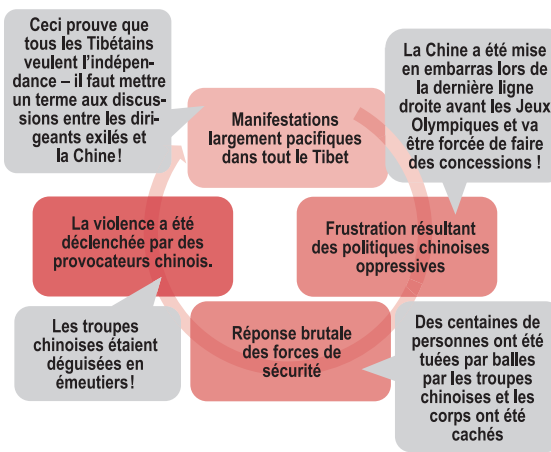 Ceci prouve que
tous les Tibétains
veulent l'indépen-
dance – il faut mettre
un terme aux discus-
sions entre les diri-
geants exilés et
la Chine !
La Chine a été mise
en embarras lors de
la dernière ligne
droite avant les Jeux
Olympiques et va
être forcée de faire
des concessions !
Manifestations
largement pacifiques
dans tout le Tibet
La violence a été
déclenchée par des
provocateurs chinois.
Frustration résultant
des politiques chinoises
oppressives
Les troupes
chinoises étaient
déguisées en
émeutiers !
Réponse brutale
des forces de
sécurité
Des centaines de
personnes ont été
tuées par balles
par les troupes
chinoises et les
corps ont été
cachés